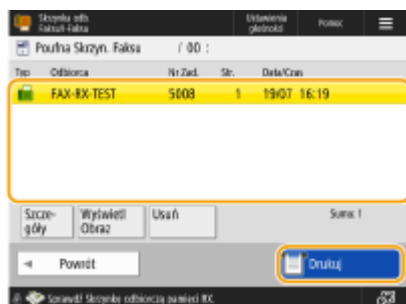 Skrzynka odb.
Faksu/I-Faksu
Ustawienia
głośności
Pomoc
Poufna Skrzyn. Faksu / 00 :
Typ Odbiorca Nr Zad. Str. Data/Czas
FAX-RX-TEST 5008 1 19/07 16:19
Szcze-
góły
Wyświetl
Obraz
Usuń
Suma: 1
Powrót
Drukuj
Sprawdź Skrzynkę odbiorczą pamięci RX.